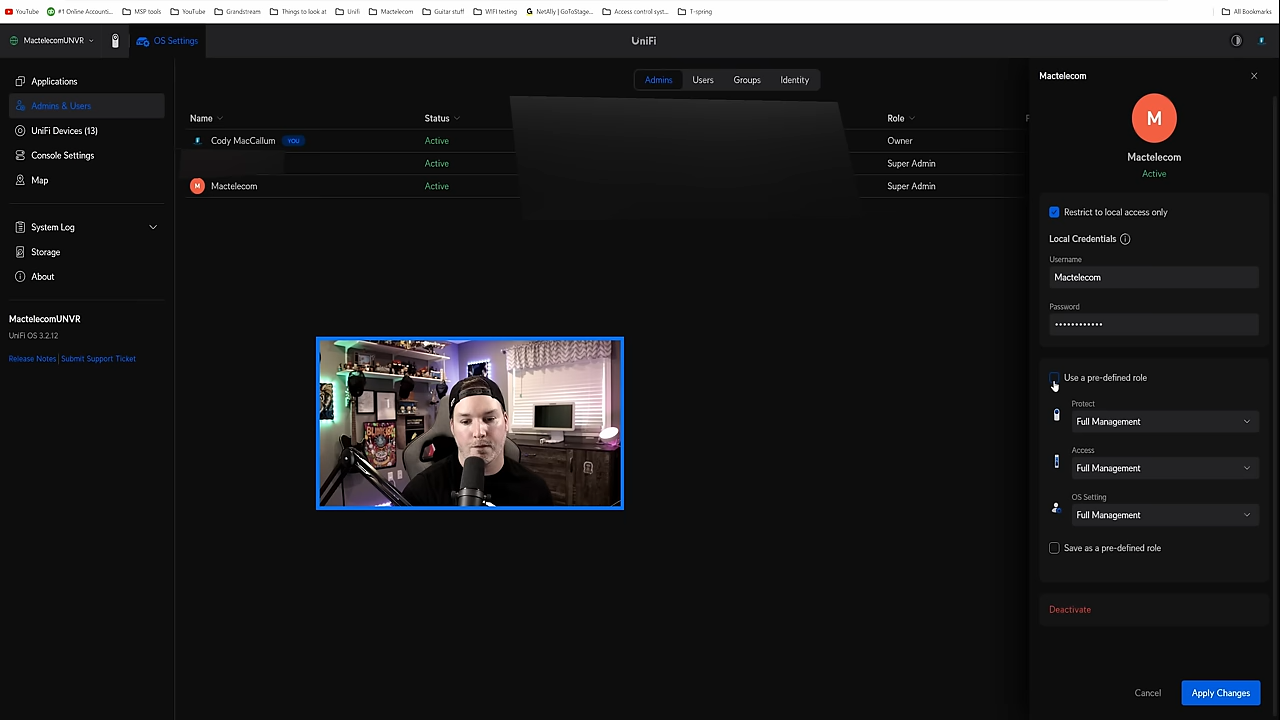 YouTube
#1 Online Accounti...
MSP tools
YouTube
Grandstream
Things to look at
Unifi
Mactelecom
Guitar stuff
WIFI testing
NetAlly | GoToStage...
Access control syst...
T-spring
All Bookmarks
MactelecomUNVR
OS Settings
UniFi
Applications
Admins & Users
UniFi Devices (13)
Console Settings
Map
System Log
Storage
About
MactelecomUNVR
UniFi OS 3.2.12
Release Notes | Submit Support Ticket
Admins
Users
Groups
Identity
Name
Status
Role
Cody MacCallum
YOU
Active
Owner
Active
Super Admin
M
Mactelecom
Active
Super Admin
Mactelecom
M
Mactelecom
Active
Restrict to local access only
Local Credentials
Username
Mactelecom
Password
••••••••••••
Use a pre-defined role
Protect
Full Management
Access
Full Management
OS Setting
Full Management
Save as a pre-defined role
Deactivate
Cancel
Apply Changes